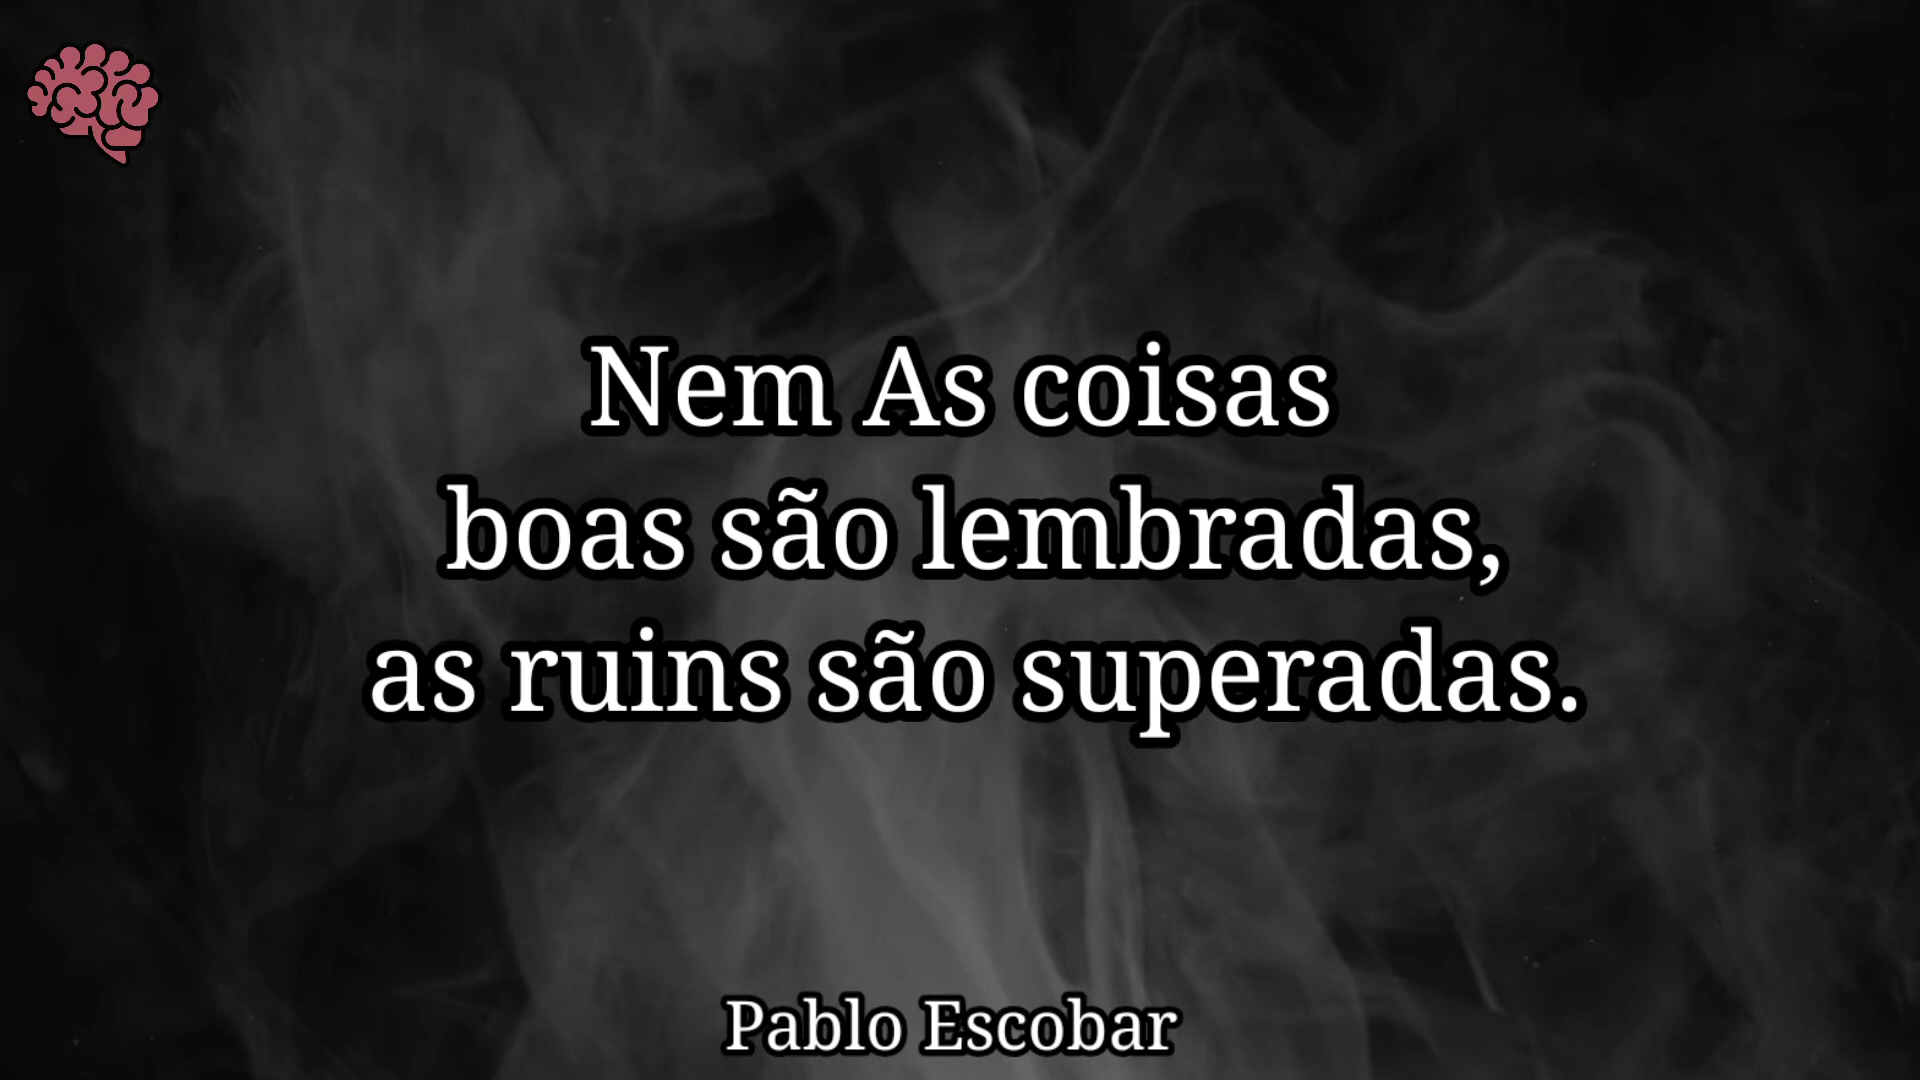 Nem As coisas
boas são lembradas,
as ruins são superadas.
Pablo Escobar